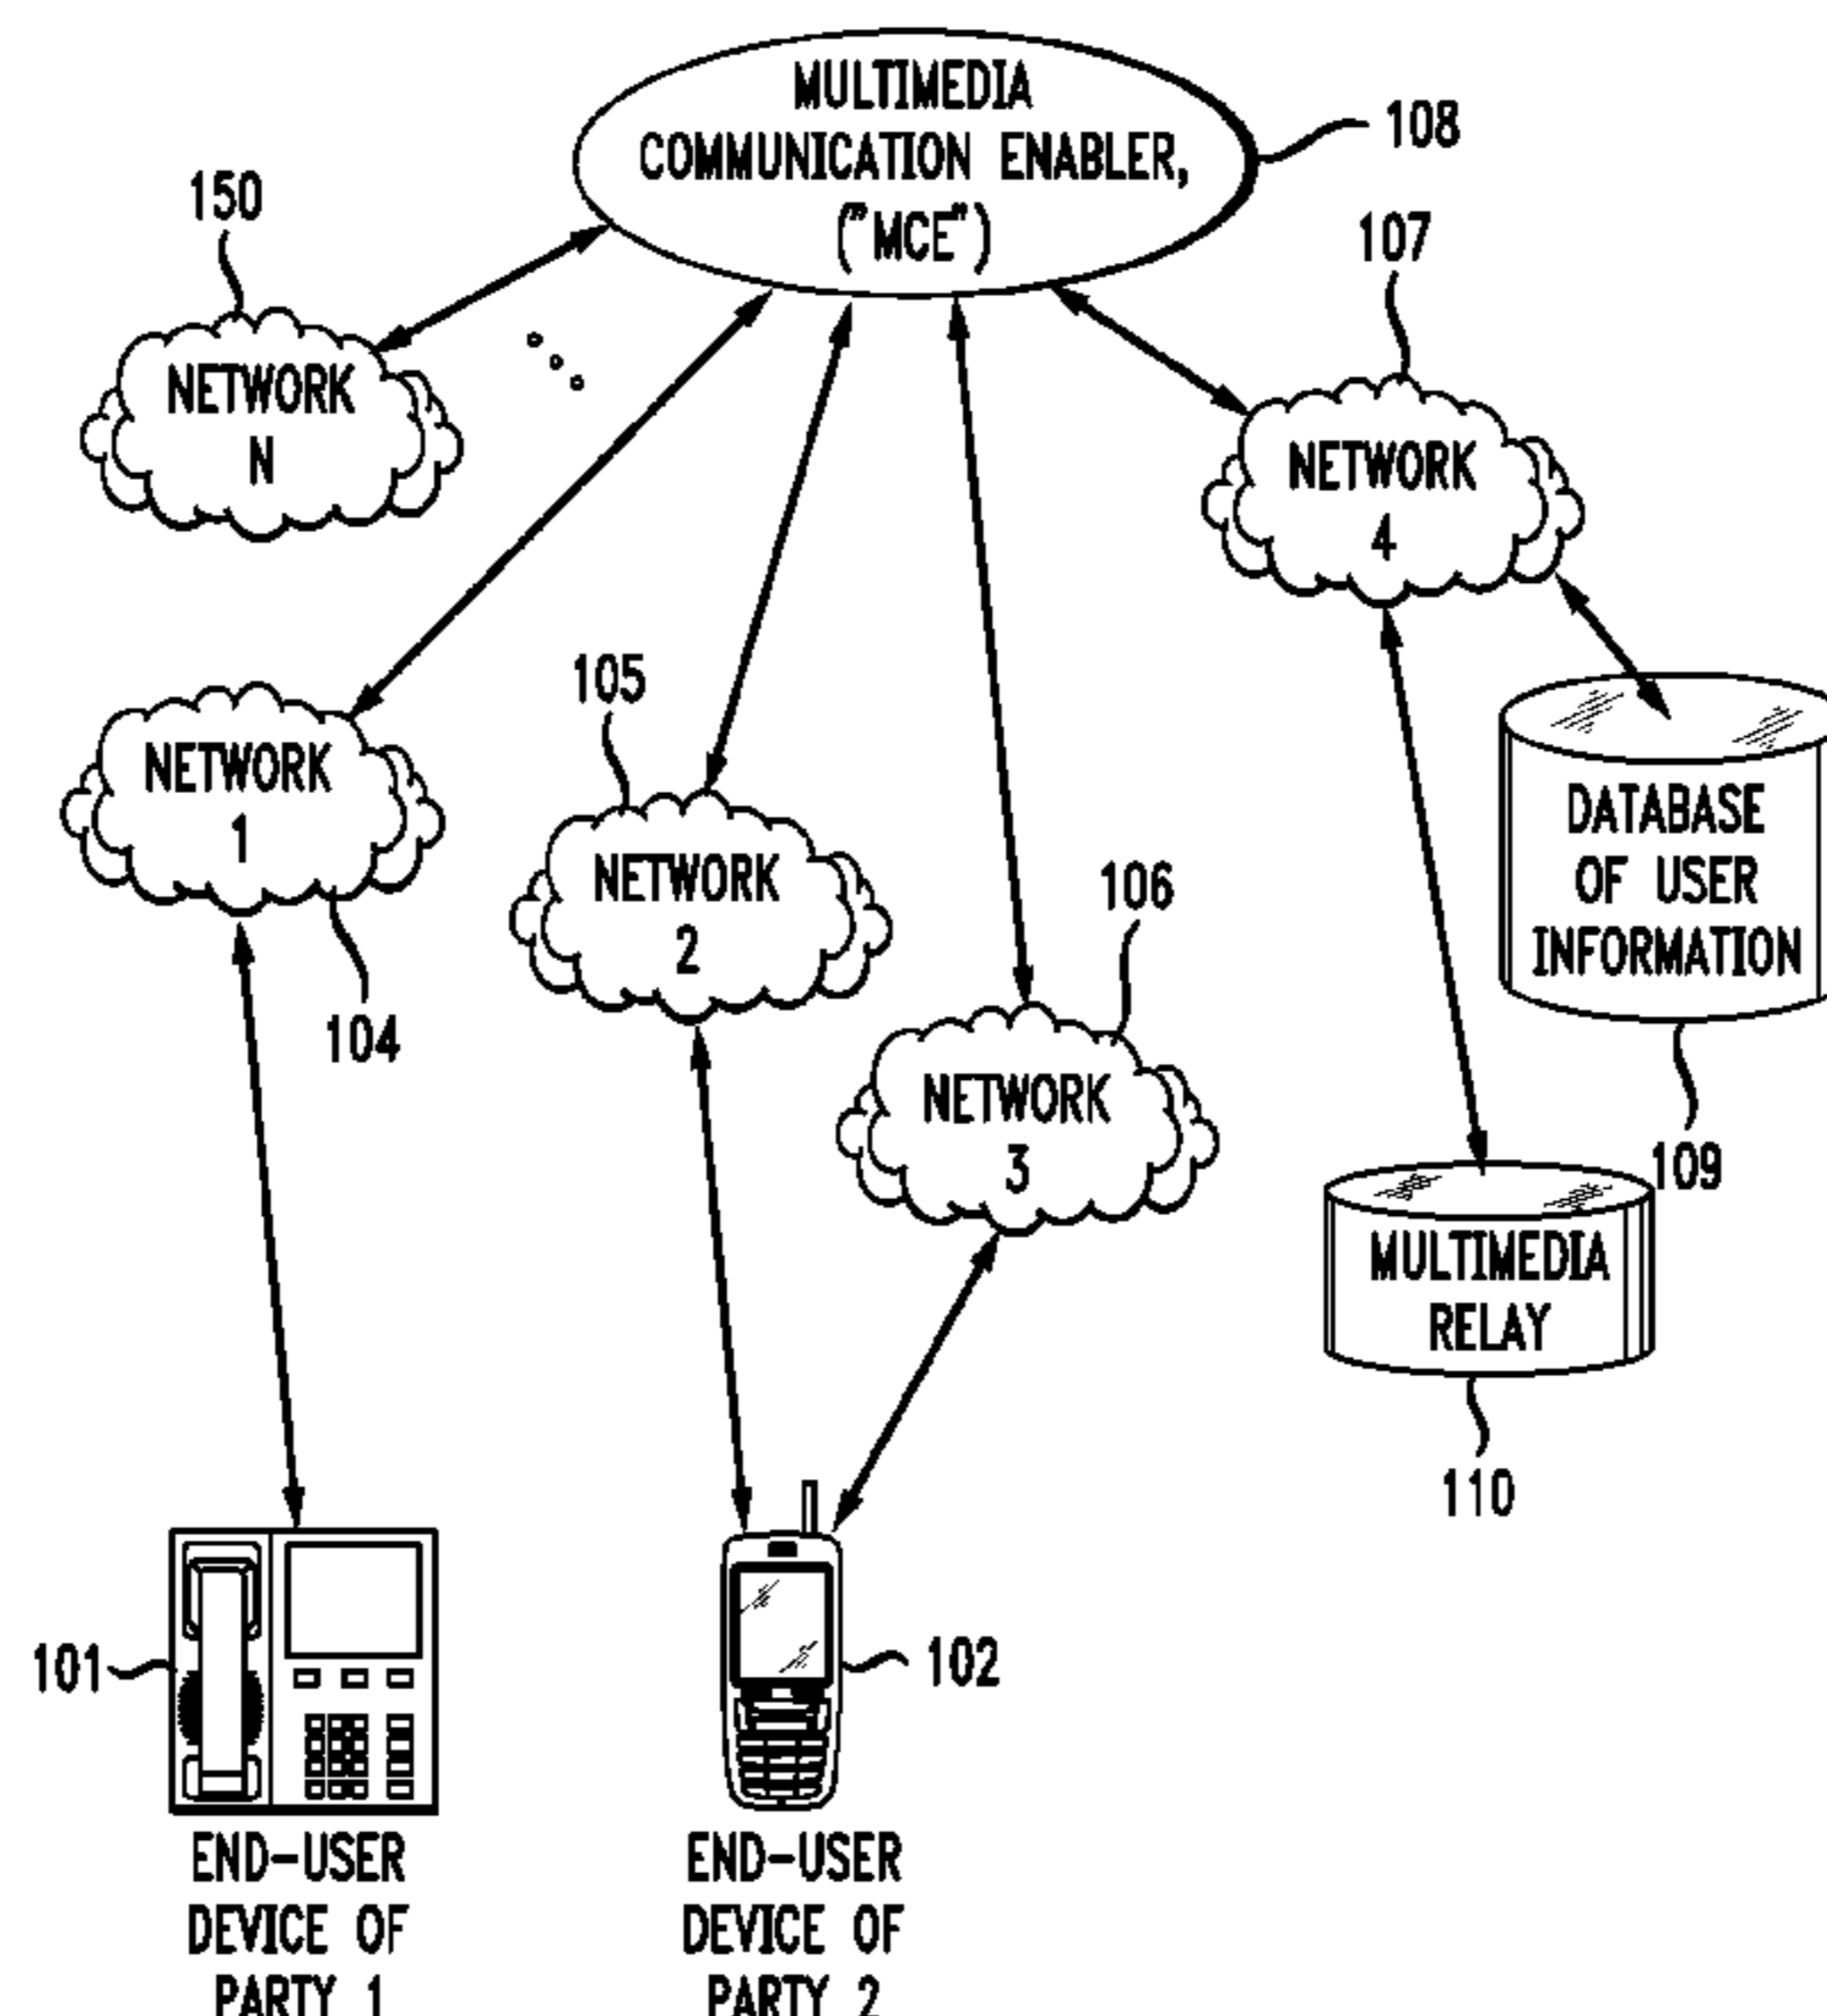 MULTIMEDIA
COMMUNICATION ENABLER,
("MCE")
108
150
107
NETWORK
N
NETWORK
4
105
NETWORK
1
DATABASE
OF USER
INFORMATION
NETWORK
2
106
104
NETWORK
3
109
MULTIMEDIA
RELAY
110
101
102
END-USER
DEVICE OF
PARTY 1
END-USER
DEVICE OF
PARTY 2